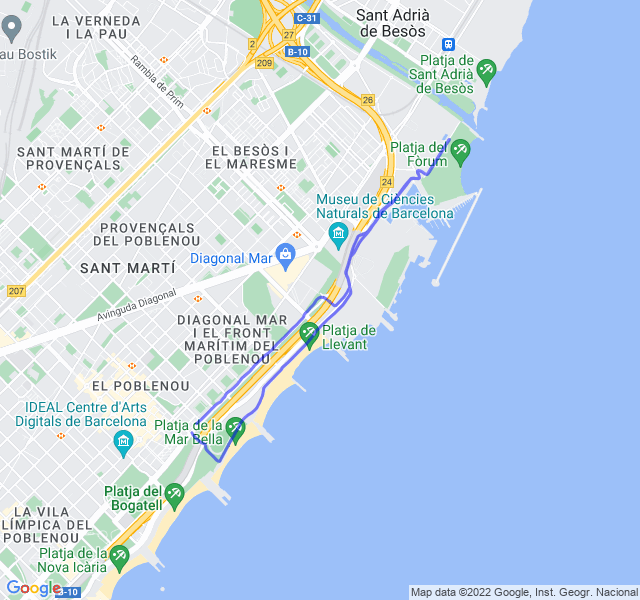 LA VERNEDA
I LA PAU
C-31
Sant Adrià
de Besòs
27
2
B-10
209
au Bostik
Rambla de Prim
Platja de
Sant Adrià
de Besòs
26
SANT MARTÍ DE
PROVENÇALS
EL BESÒS I
EL MARESME
Platja del
Fòrum
24
Museu de Ciències
Naturals de Barcelona
PROVENÇALS
DEL POBLENOU
Diagonal Mar
SANT MARTÍ
207
Avinguda Diagonal
DIAGONAL MAR
I EL FRONT
MARÍTIM DEL
POBLENOU
Platja de
Llevant
EL POBLENOU
IDEAL Centre d'Arts
Digitals de Barcelona
Platja de la
Mar Bella
Platja del
Bogatell
LA VILA
LÍMPICA DEL
POBLENOU
Platja de la
Nova Icària
Google
B-10
Map data ©2022 Google, Inst. Geogr. Nacional